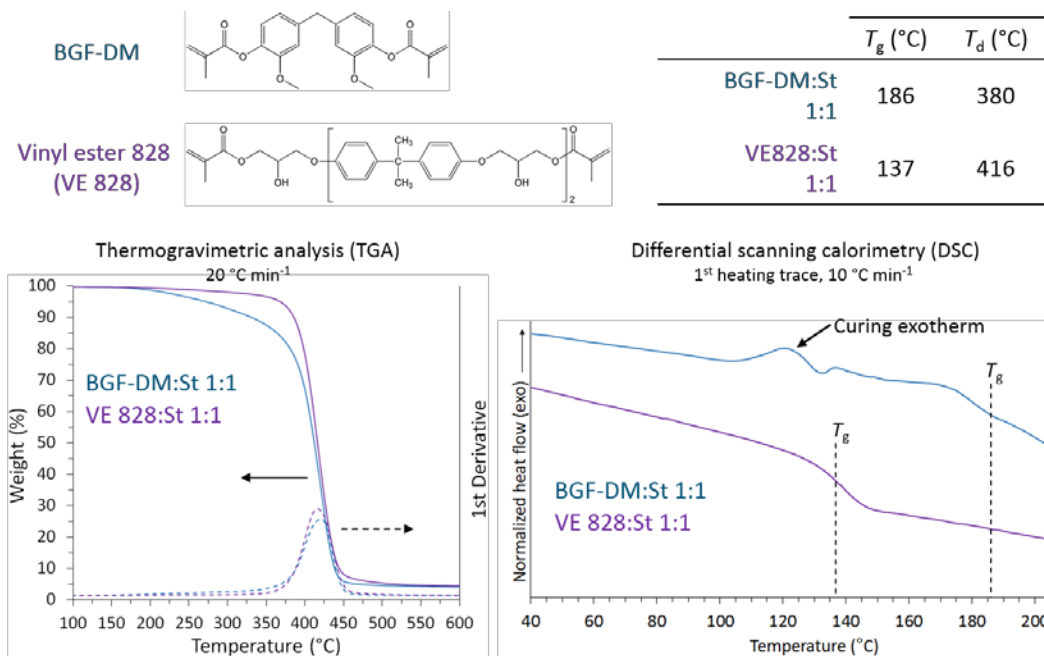 BGF-DM
O
O
O
O
O
O
Vinyl ester 828
(VE 828)
O
O
OH
O
CH₃
CH₃
O
OH
O
O
2
Tg (°C) Td (°C)
BGF-DM:St
1:1
186 380
VE828:St
1:1
137 416
Thermogravimetric analysis (TGA)
20 °C min⁻¹
Weight (%)
100
90
80
70
60
50
40
30
20
10
0
BGF-DM:St 1:1
VE 828:St 1:1
1st Derivative
100 150 200 250 300 350 400 450 500 550 600
Temperature (°C)
Differential scanning calorimetry (DSC)
1st heating trace, 10 °C min⁻¹
Normalized heat flow (exo)
Curing exotherm
Tg
Tg
BGF-DM:St 1:1
VE 828:St 1:1
40 60 80 100 120 140 160 180 200
Temperature (°C)